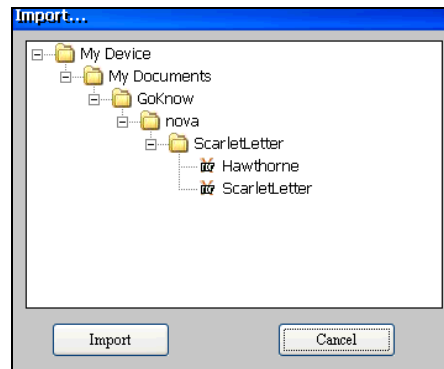 Import...
My Device
My Documents
GoKnow
nova
ScarletLetter
Hawthorne
ScarletLetter
Import Cancel